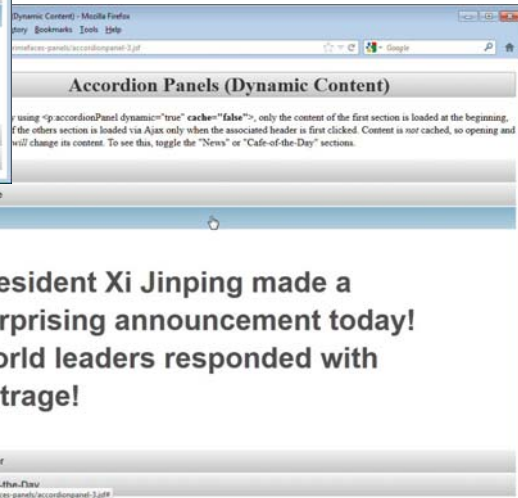 Dynamic Content) - Mozilla Firefox
Bookmarks Tools Help
primefaces-panels/accordionpanel-3.jsf
Google
Accordion Panels (Dynamic Content)
using <p:accordionPanel dynamic="true" cache="false">, only the content of the first section is loaded at the beginning,
f the others section is loaded via Ajax only when the associated header is first clicked. Content is not cached, so opening and
will change its content. To see this, toggle the "News" or "Cafe-of-the-Day" sections.
esident Xi Jinping made a
rprising announcement today!
orld leaders responded with
trage!
r
-the-Day
ces-panels/accordionpanel-3.jsf#